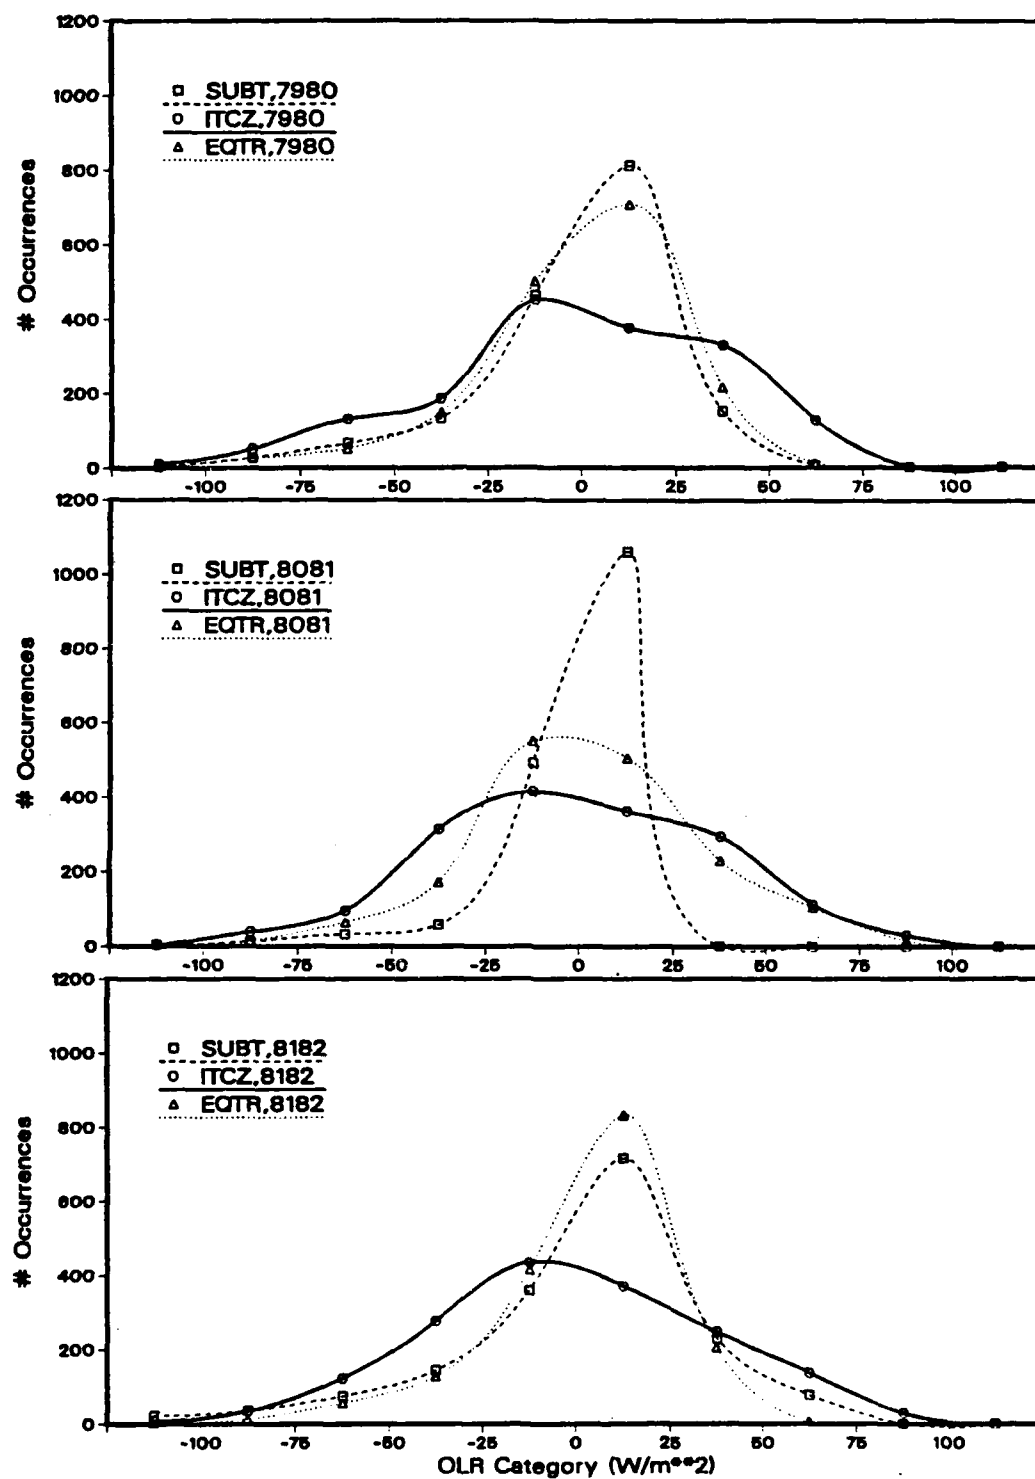 1200
1000
800
600
400
200
0
# Occurrences
SUBT,7980
ITCZ,7980
EQTR,7980
-100 -75 -50 -25 0 25 50 75 100
1200
1000
800
600
400
200
0
# Occurrences
SUBT,8081
ITCZ,8081
EQTR,8081
-100 -75 -50 -25 0 25 50 75 100
1200
1000
800
600
400
200
0
# Occurrences
SUBT,8182
ITCZ,8182
EQTR,8182
-100 -75 -50 -25 0 25 50 75 100
OLR Category (W/m**2)